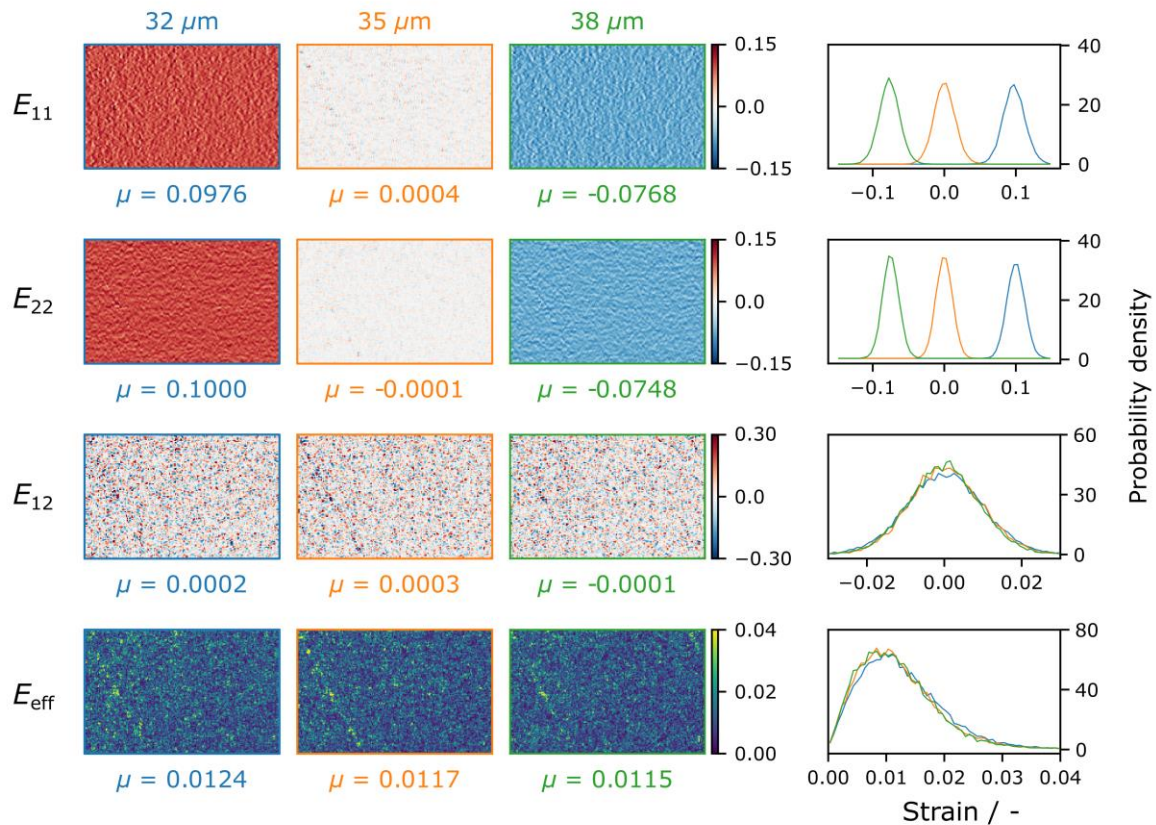 32 μm 35 μm 38 μm
E11
0.15
0.0
−0.15
40
20
0
−0.1 0.0 0.1
μ = 0.0976 μ = 0.0004 μ = -0.0768
E22
0.15
0.0
−0.15
40
20
0
−0.1 0.0 0.1
μ = 0.1000 μ = -0.0001 μ = -0.0748
Probability density
E12
0.30
0.0
−0.30
60
30
0
−0.02 0.00 0.02
μ = 0.0002 μ = 0.0003 μ = -0.0001
Eeff
0.04
0.02
0.00
80
40
0
0.00 0.01 0.02 0.03 0.04
μ = 0.0124 μ = 0.0117 μ = 0.0115
Strain / -